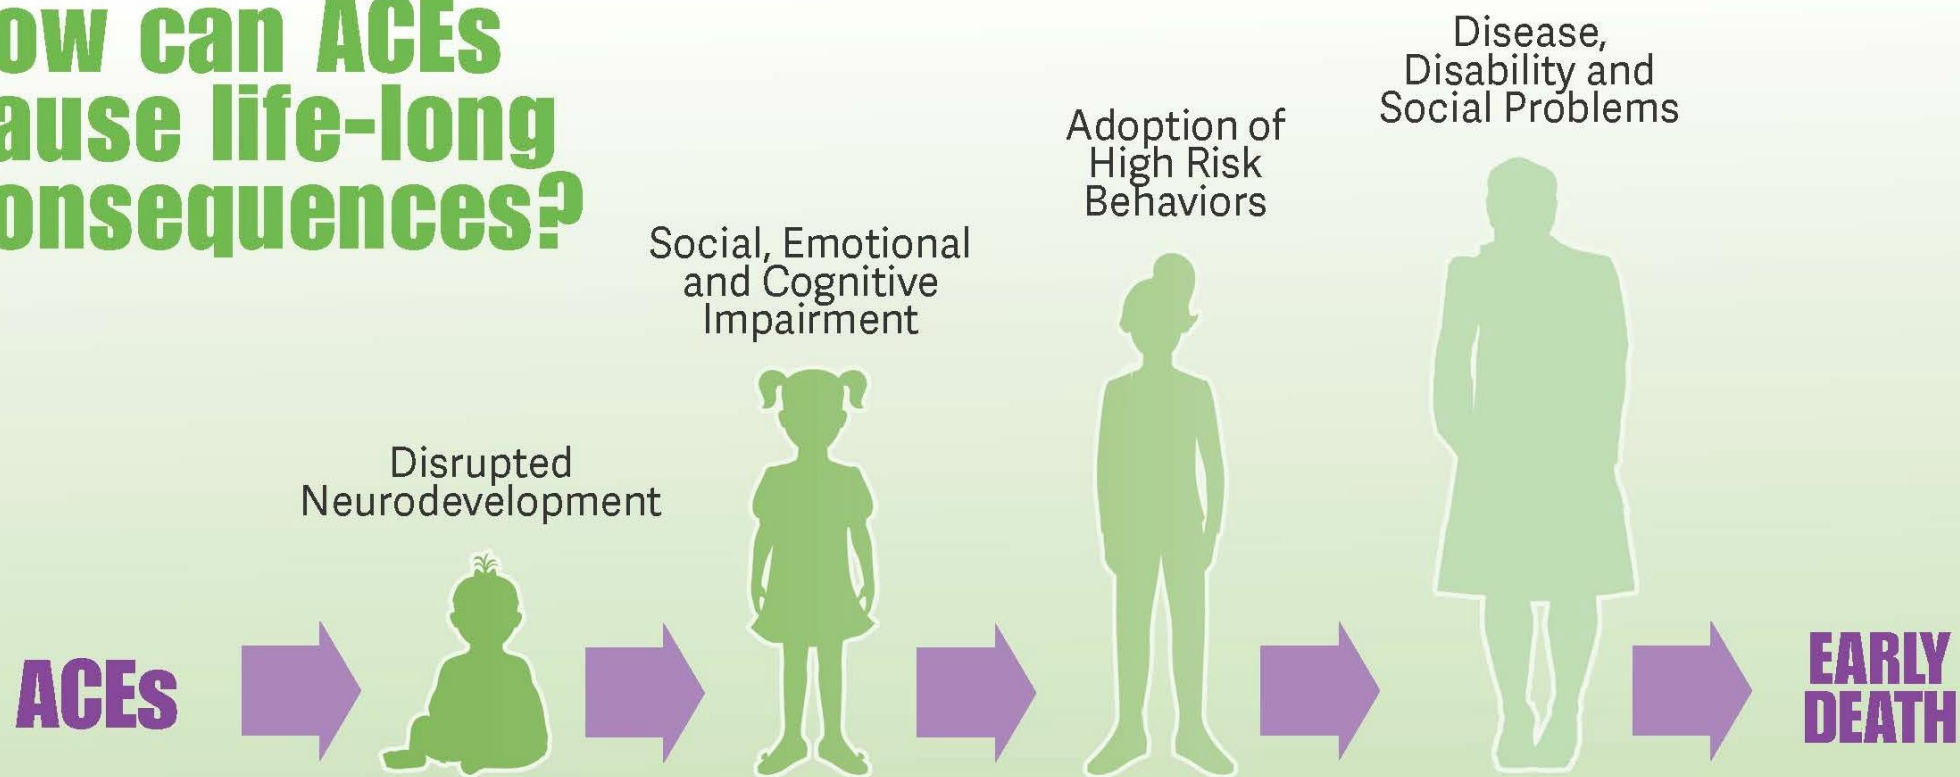 ow can ACEs
ause life-long
onsequences?
Disease,
Disability and
Social Problems
Adoption of
High Risk
Behaviors
Social, Emotional
and Cognitive
Impairment
Disrupted
Neurodevelopment
ACEs
EARLY
DEATH